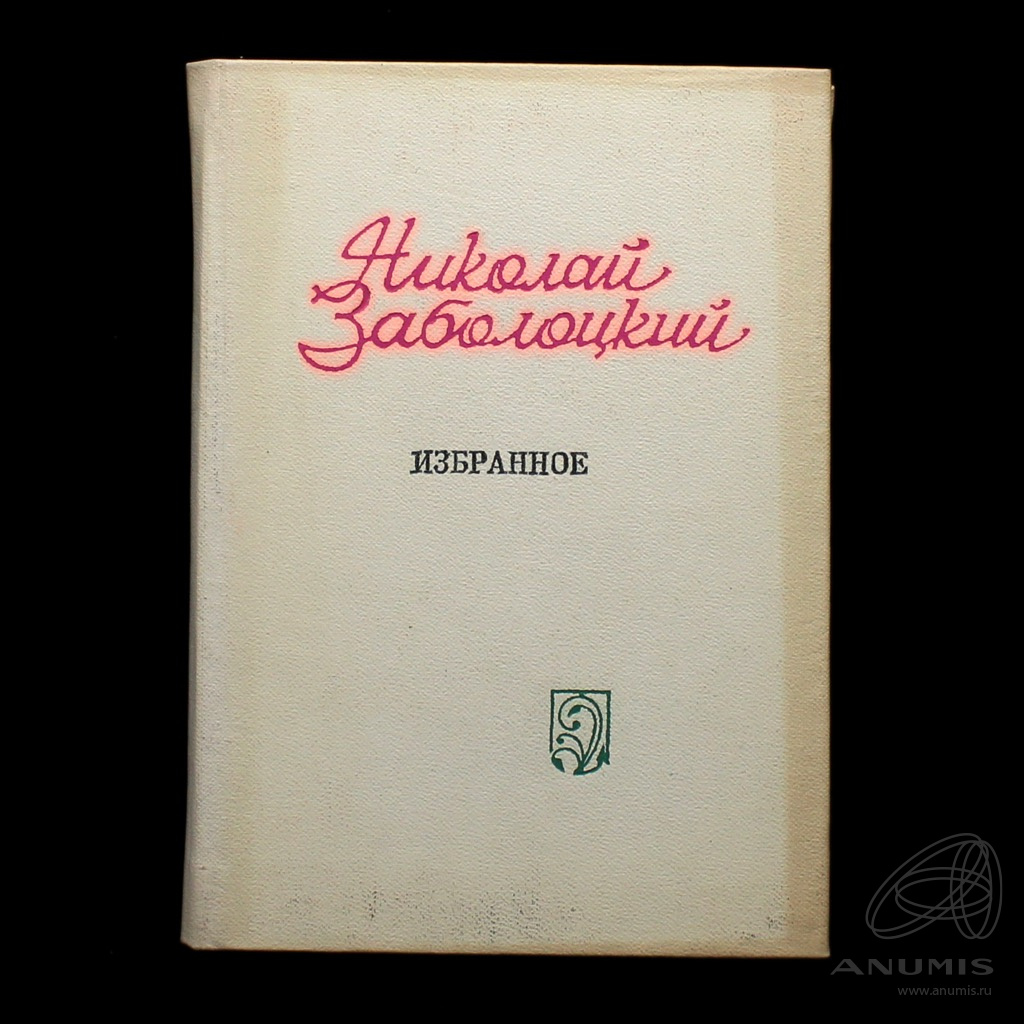 Николай
Заболоцкий
ИЗБРАННОЕ
ANUMIS
www.anumis.ru